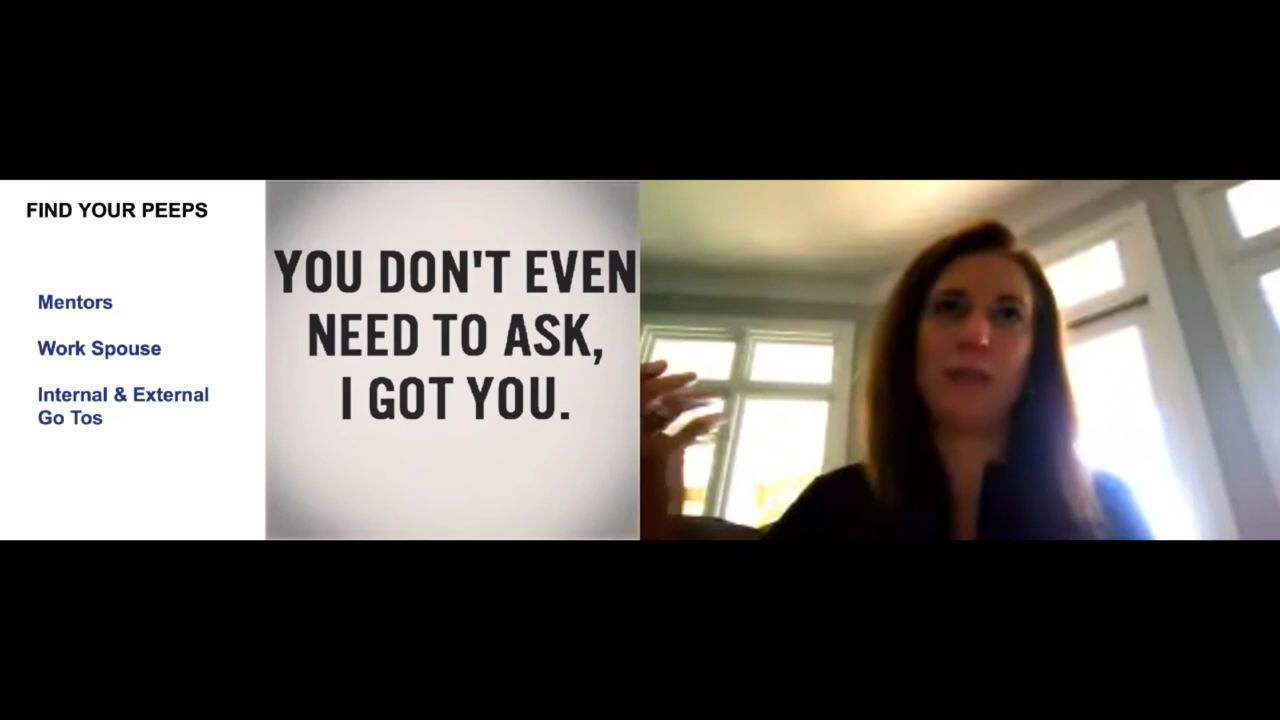 FIND YOUR PEEPS
Mentors
Work Spouse
Internal & External
Go Tos
YOU DON'T EVEN
NEED TO ASK,
I GOT YOU.